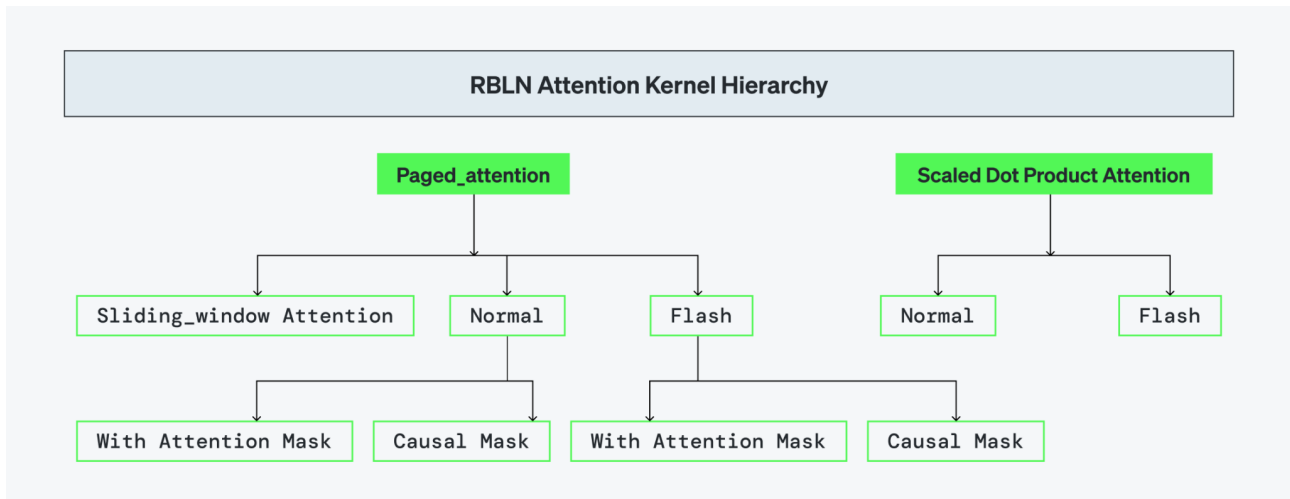 RBLN Attention Kernel Hierarchy
Paged_attention
Scaled Dot Product Attention
Sliding_window Attention
Normal
Flash
Normal
Flash
With Attention Mask
Causal Mask
With Attention Mask
Causal Mask